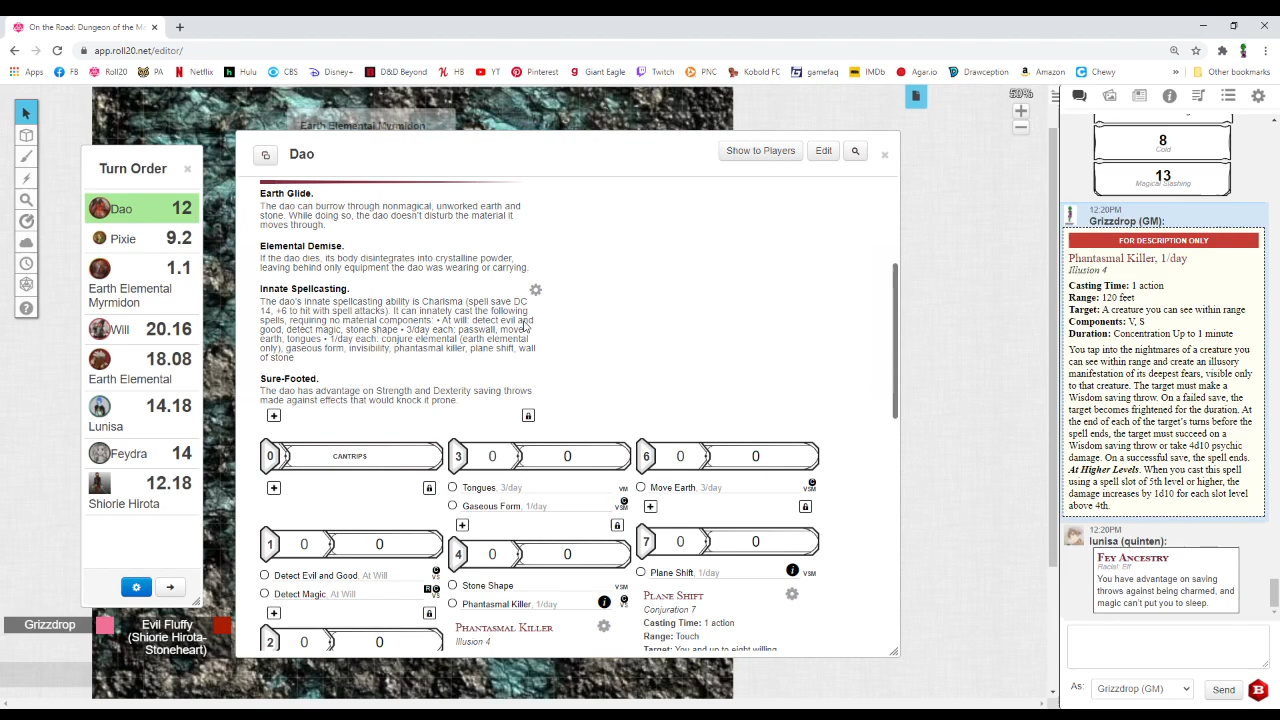 On the Road: Dungeon of the Ma
app.roll20.net/editor/
Apps
FB
Roll20
PA
Netflix
Hulu
CBS
Disney+
D&D Beyond
HB
YT
Pinterest
Giant Eagle
Twitch
PNC
Kobold FC
gamefaq
IMDb
Agar.io
Drawception
Amazon
Chewy
»
Other bookmarks
59%
Earth Elemental Myrmidon
Turn Order
Dao 12
Pixie 9.2
1.1
Earth Elemental
Myrmidon
Will 20.16
18.08
Earth Elemental
14.18
Lunisa
Feydra 14
12.18
Shiorie Hirota
Grizzdrop
Evil Fluffy
(Shiorie Hirota-
Stoneheart)
Dao
Show to Players
Edit
Earth Glide.
The dao can burrow through nonmagical, unworked earth and
stone. While doing so, the dao doesn't disturb the material it
moves through.
Elemental Demise.
If the dao dies, its body disintegrates into crystalline powder,
leaving behind only equipment the dao was wearing or carrying.
Innate Spellcasting.
The dao's innate spellcasting ability is Charisma (spell save DC
14, +6 to hit with spell attacks). It can innately cast the following
spells, requiring no material components: • At will: detect evil and
good, detect magic, stone shape • 3/day each: passwall, move
earth, tongues • 1/day each: conjure elemental (earth elemental
only), gaseous form, invisibility, phantasmal killer, plane shift, wall
of stone
Sure-Footed.
The dao has advantage on Strength and Dexterity saving throws
made against effects that would knock it prone.
0 CANTRIPS
1 0 0
Detect Evil and Good, At Will C VS
Detect Magic, At Will R C VS
2 0 0
3 0 0
Tongues, 3/day VM
Gaseous Form, 1/day C VSM
4 0 0
Stone Shape VSM
Phantasmal Killer, 1/day C VS
PHANTASMAL KILLER
Illusion 4
6 0 0
Move Earth, 3/day C VSM
7 0 0
Plane Shift, 1/day VSM
PLANE SHIFT
Conjuration 7
Casting Time: 1 action
Range: Touch
Target: You and up to eight willing
8
Cold
13
Magical Slashing
12:20PM
Grizzdrop (GM):
FOR DESCRIPTION ONLY
Phantasmal Killer, 1/day
Illusion 4
Casting Time: 1 action
Range: 120 feet
Target: A creature you can see within range
Components: V, S
Duration: Concentration Up to 1 minute
You tap into the nightmares of a creature you
can see within range and create an illusory
manifestation of its deepest fears, visible only
to that creature. The target must make a
Wisdom saving throw. On a failed save, the
target becomes frightened for the duration. At
the end of each of the target's turns before the
spell ends, the target must succeed on a
Wisdom saving throw or take 4d10 psychic
damage. On a successful save, the spell ends.
At Higher Levels. When you cast this spell
using a spell slot of 5th level or higher, the
damage increases by 1d10 for each slot level
above 4th.
12:20PM
lunisa (quinten):
FEY ANCESTRY
Racial: Elf
You have advantage on saving
throws against being charmed, and
magic can't put you to sleep.
As:
Grizzdrop (GM)
Send